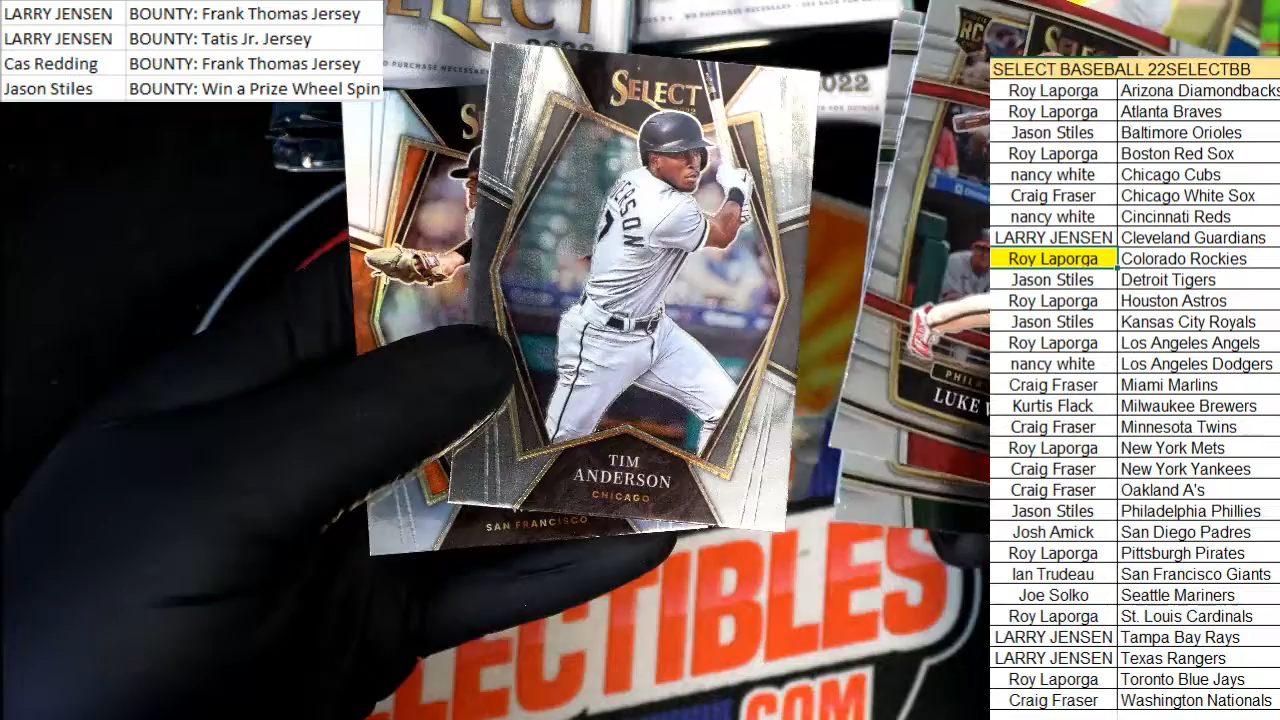 LARRY JENSEN BOUNTY: Frank Thomas Jersey
LARRY JENSEN BOUNTY: Tatis Jr. Jersey
Cas Redding BOUNTY: Frank Thomas Jersey
Jason Stiles BOUNTY: Win a Prize Wheel Spin
SELECT
2022
RC
SELECT
2022
TIM
ANDERSON
CHICAGO
SAN FRANCISCO
LUKE
SELECT BASEBALL 22SELECTBB
Roy Laporga Arizona Diamondbacks
Roy Laporga Atlanta Braves
Jason Stiles Baltimore Orioles
Roy Laporga Boston Red Sox
nancy white Chicago Cubs
Craig Fraser Chicago White Sox
nancy white Cincinnati Reds
LARRY JENSEN Cleveland Guardians
Roy Laporga Colorado Rockies
Jason Stiles Detroit Tigers
Roy Laporga Houston Astros
Jason Stiles Kansas City Royals
Roy Laporga Los Angeles Angels
nancy white Los Angeles Dodgers
Craig Fraser Miami Marlins
Kurtis Flack Milwaukee Brewers
Craig Fraser Minnesota Twins
Roy Laporga New York Mets
Craig Fraser New York Yankees
Craig Fraser Oakland A's
Jason Stiles Philadelphia Phillies
Josh Amick San Diego Padres
Roy Laporga Pittsburgh Pirates
Ian Trudeau San Francisco Giants
Joe Solko Seattle Mariners
Roy Laporga St. Louis Cardinals
LARRY JENSEN Tampa Bay Rays
LARRY JENSEN Texas Rangers
Roy Laporga Toronto Blue Jays
Craig Fraser Washington Nationals
LECTIBLES
.COM